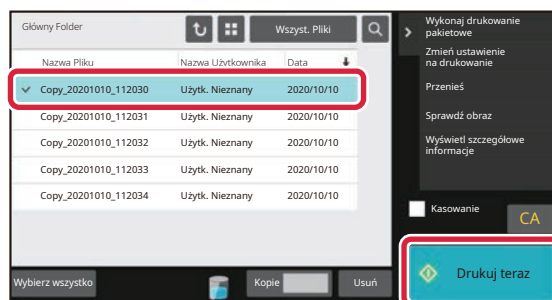 Główny Folder
Wszyst. Pliki
Nazwa Pliku Nazwa Użytkownika Data
Copy_20201010_112030 Użytk. Nieznany 2020/10/10
Copy_20201010_112031 Użytk. Nieznany 2020/10/10
Copy_20201010_112032 Użytk. Nieznany 2020/10/10
Copy_20201010_112033 Użytk. Nieznany 2020/10/10
Copy_20201010_112034 Użytk. Nieznany 2020/10/10
Wybierz wszystko
Kopie
Usuń
Wykonaj drukowanie
pakietowe
Zmień ustawienie
na drukowanie
Przenieś
Sprawdź obraz
Wyświetl szczegółowe
informacje
Kasowanie
CA
Drukuj teraz